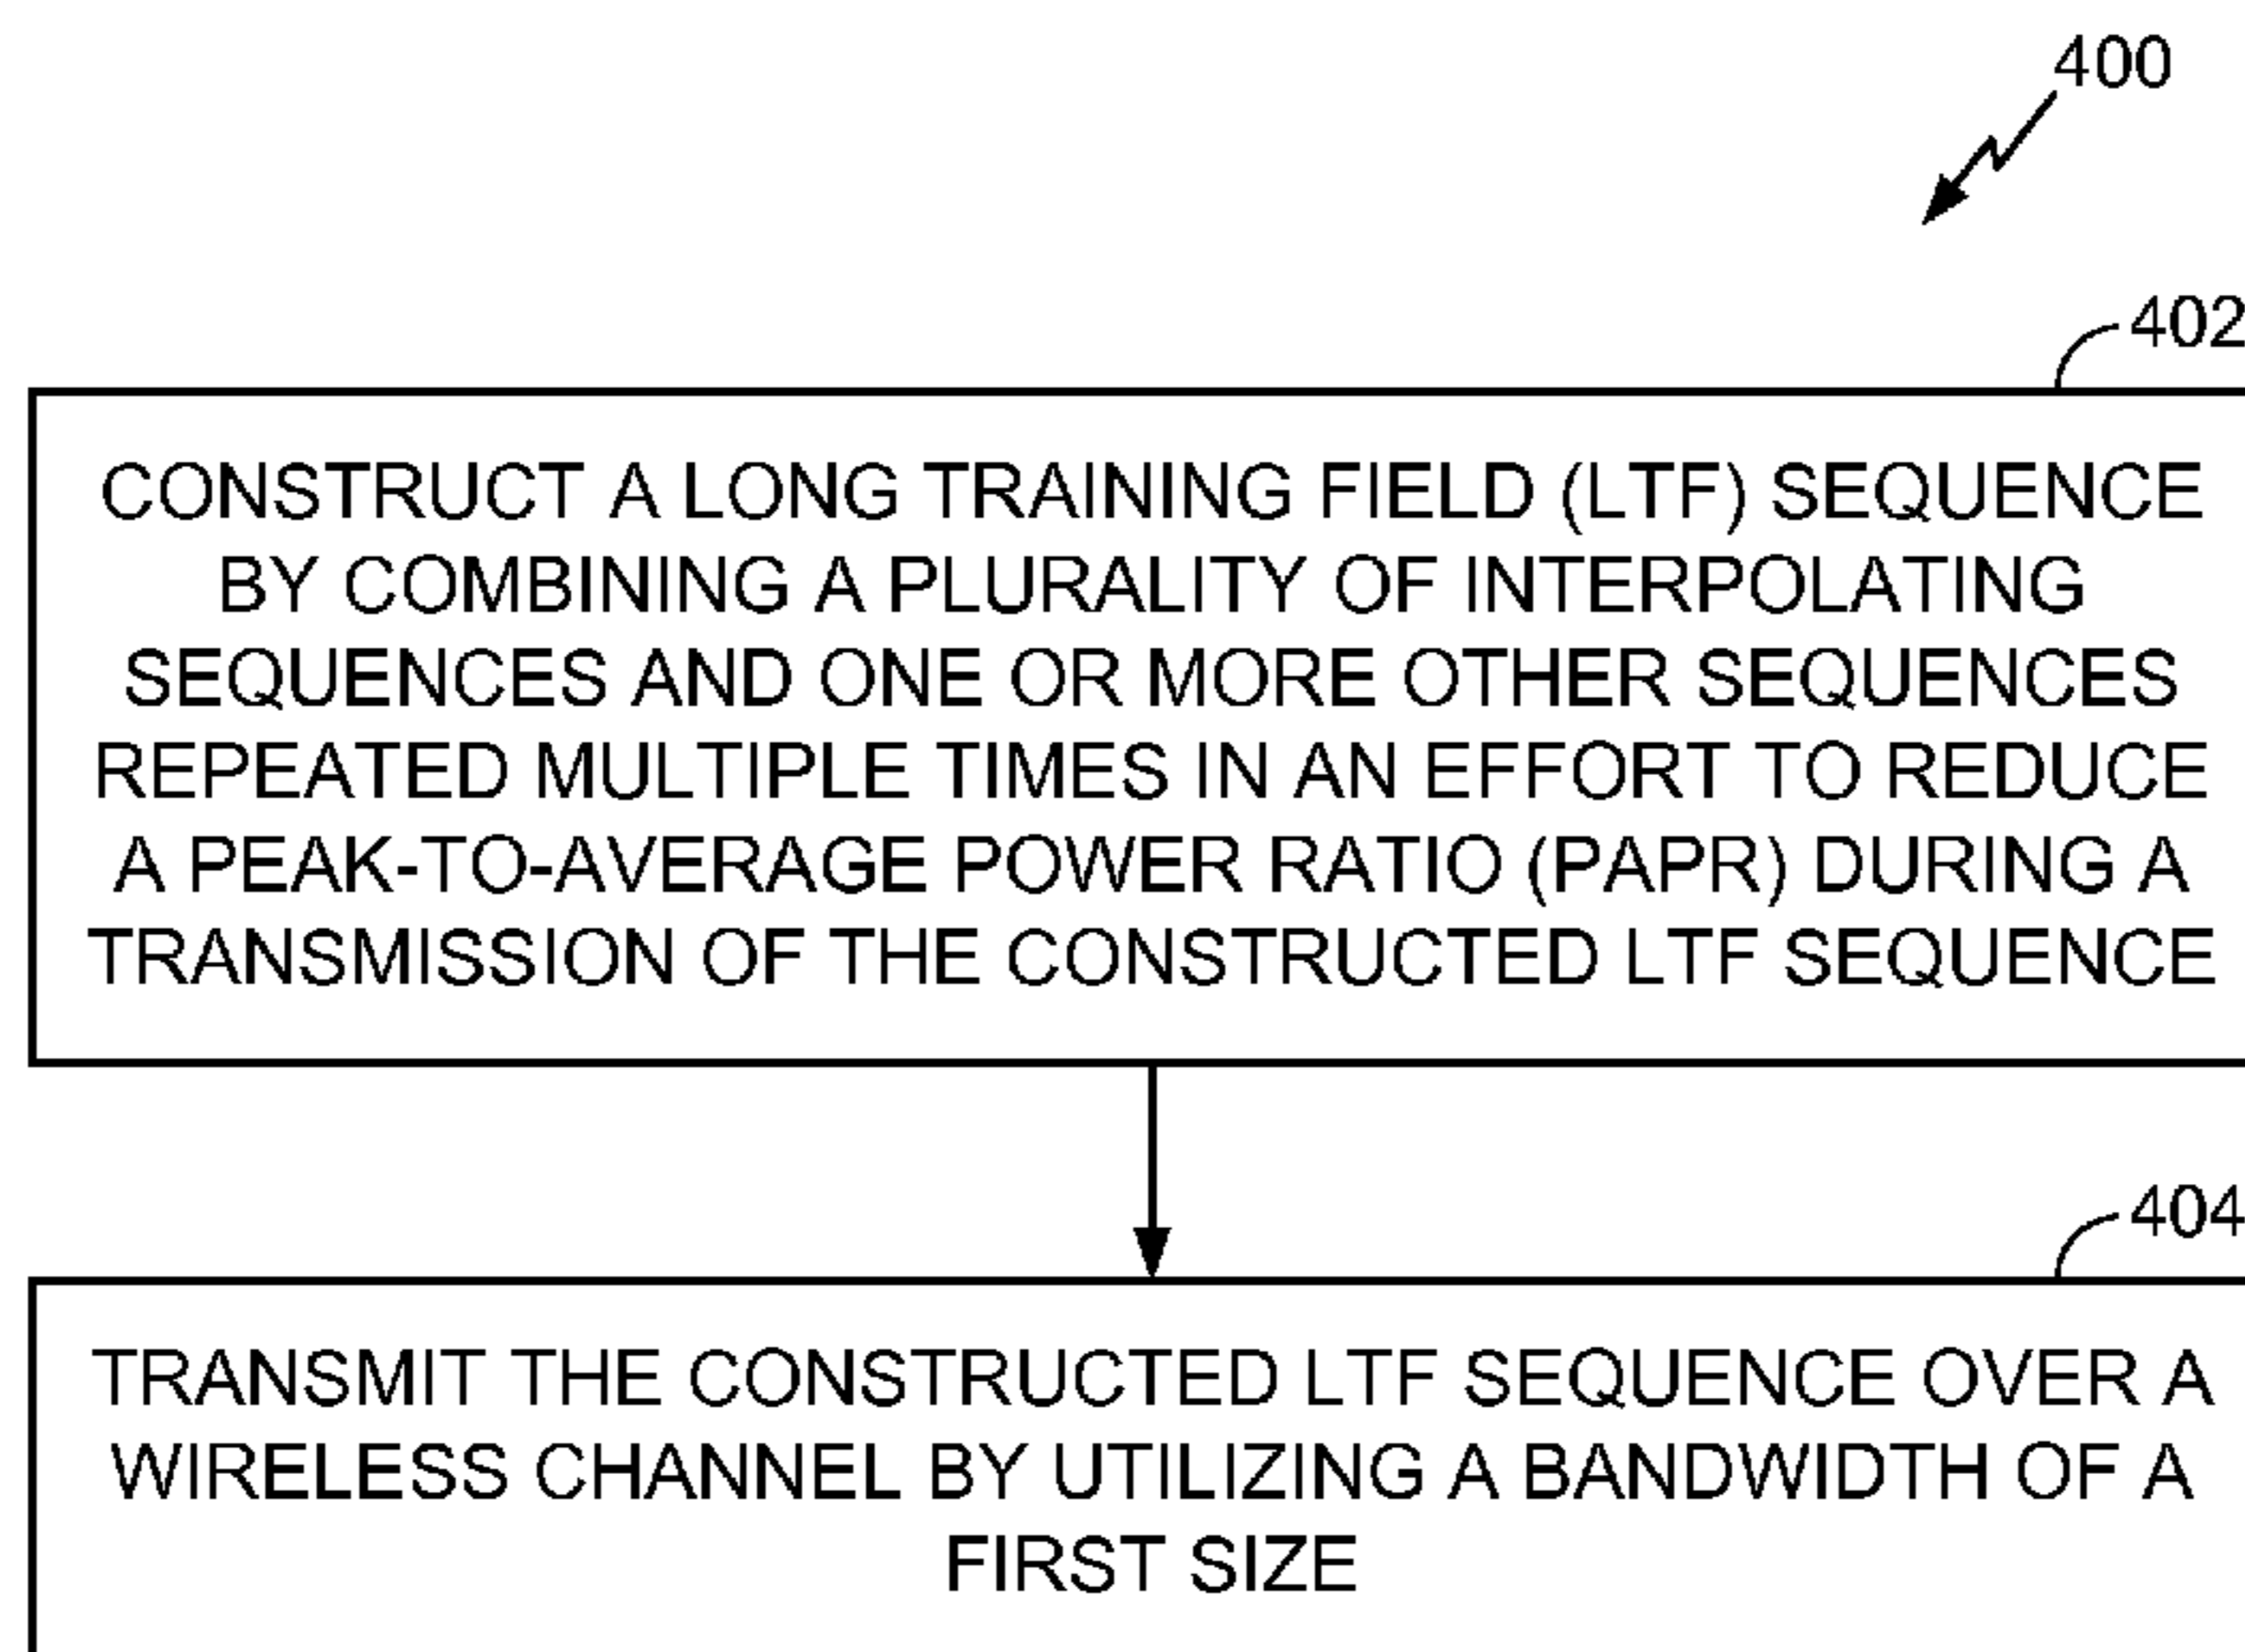 400
402
CONSTRUCT A LONG TRAINING FIELD (LTF) SEQUENCE
BY COMBINING A PLURALITY OF INTERPOLATING
SEQUENCES AND ONE OR MORE OTHER SEQUENCES
REPEATED MULTIPLE TIMES IN AN EFFORT TO REDUCE
A PEAK-TO-AVERAGE POWER RATIO (PAPR) DURING A
TRANSMISSION OF THE CONSTRUCTED LTF SEQUENCE
404
TRANSMIT THE CONSTRUCTED LTF SEQUENCE OVER A
WIRELESS CHANNEL BY UTILIZING A BANDWIDTH OF A
FIRST SIZE